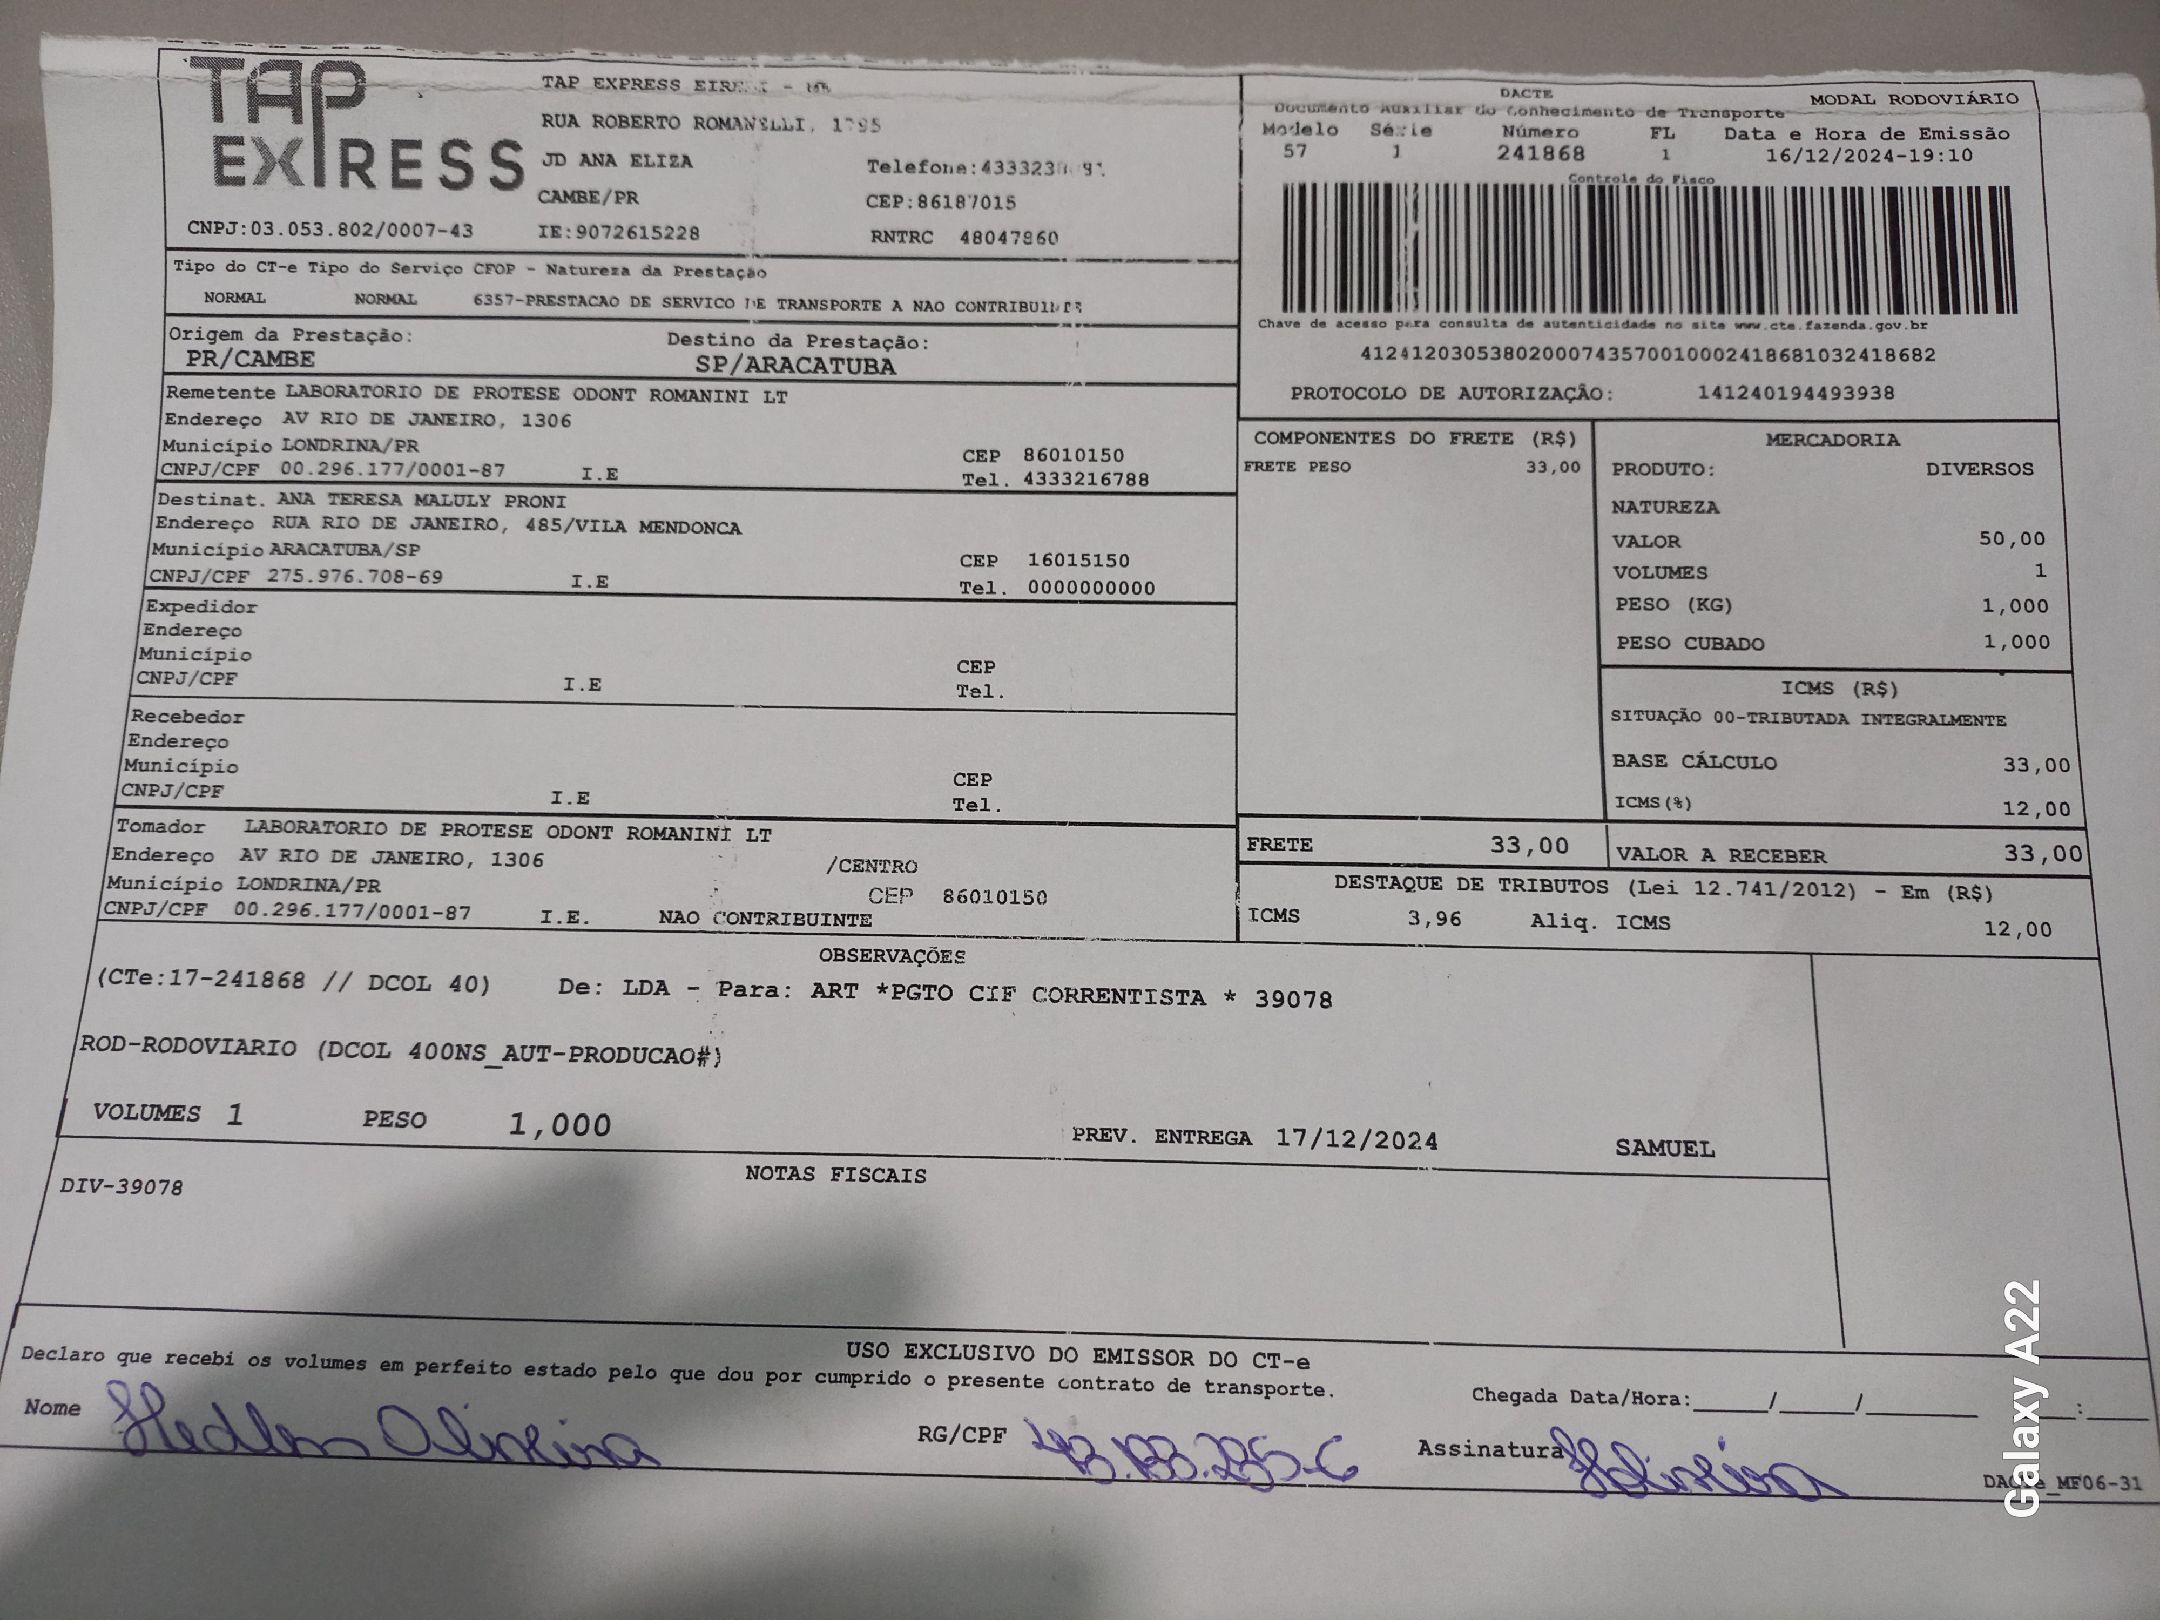 TAP EXPRESS
TAP EXPRESS
RUA ROBERTO ROMANELLI,
JD ANA ELIZA
Telefone:
CAMBE/PR
CEP:86187015
CNPJ:03.053.802/0007-43 IE:9072615228 RNTRC 48047860
DACTE
Documento Auxiliar do Conhecimento de Transporte MODAL RODOVIÁRIO
Modelo Série Número FL Data e Hora de Emissão
57 1 241868 1 16/12/2024-19:10
Controle do Fisco
Chave de acesso para consulta de autenticidade no site www.cte.fazenda.gov.br
41241203053802000743570010002418681032418682
PROTOCOLO DE AUTORIZAÇÃO: 141240194493938
Tipo do CT-e Tipo do Serviço CFOP - Natureza da Prestação
NORMAL NORMAL 6357-PRESTACAO DE SERVICO DE TRANSPORTE A NAO
Origem da Prestação: Destino da Prestação:
PR/CAMBE SP/ARACATUBA
Remetente LABORATORIO DE PROTESE ODONT ROMANINI LT
Endereço AV RIO DE JANEIRO, 1306
Município LONDRINA/PR CEP 86010150
CNPJ/CPF 00.296.177/0001-87 I.E Tel. 4333216788
Destinat. ANA TERESA MALULY PRONI
Endereço RUA RIO DE JANEIRO, 485/VILA MENDONCA
Município ARACATUBA/SP CEP 16015150
CNPJ/CPF 275.976.708-69 I.E Tel. 0000000000
Expedidor
Endereço
Município CEP
CNPJ/CPF I.E Tel.
Recebedor
Endereço
Município CEP
CNPJ/CPF I.E Tel.
Tomador LABORATORIO DE PROTESE ODONT ROMANINI LT
Endereço AV RIO DE JANEIRO, 1306 /CENTRO
Município LONDRINA/PR CEP 86010150
CNPJ/CPF 00.296.177/0001-87 I.E. NAO CONTRIBUINTE
COMPONENTES DO FRETE (R$)
FRETE PESO 33,00
MERCADORIA
PRODUTO: DIVERSOS
NATUREZA
VALOR 50,00
VOLUMES 1
PESO (KG) 1,000
PESO CUBADO 1,000
ICMS (R$)
SITUAÇÃO 00-TRIBUTADA INTEGRALMENTE
BASE CÁLCULO 33,00
ICMS(%) 12,00
FRETE 33,00 VALOR A RECEBER 33,00
DESTAQUE DE TRIBUTOS (Lei 12.741/2012) - Em (R$)
ICMS 3,96 Aliq. ICMS 12,00
OBSERVAÇÕES
(CTe:17-241868 // DCOL 40) De: LDA - Para: ART *PGTO CIF CORRENTISTA * 39078
ROD-RODOVIARIO (DCOL 400NS_AUT-PRODUCAO#)
VOLUMES 1 PESO 1,000 PREV. ENTREGA 17/12/2024 SAMUEL
NOTAS FISCAIS
DIV-39078
USO EXCLUSIVO DO EMISSOR DO CT-e
Declaro que recebi os volumes em perfeito estado pelo que dou por cumprido o presente contrato de transporte.
Chegada Data/Hora:_____/_____/_______ ____:____
Nome Oliveira RG/CPF Assinatura
MF06-31
Galaxy A22